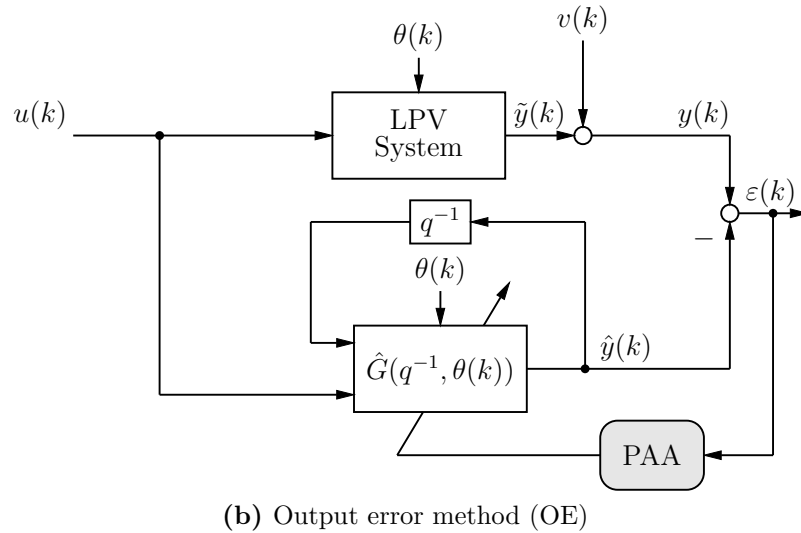 θ(k)
v(k)
u(k)
LPV
System
ỹ(k)
y(k)
ε(k)
−
q⁻¹
θ(k)
Ĝ(q⁻¹, θ(k))
ŷ(k)
PAA
(b) Output error method (OE)